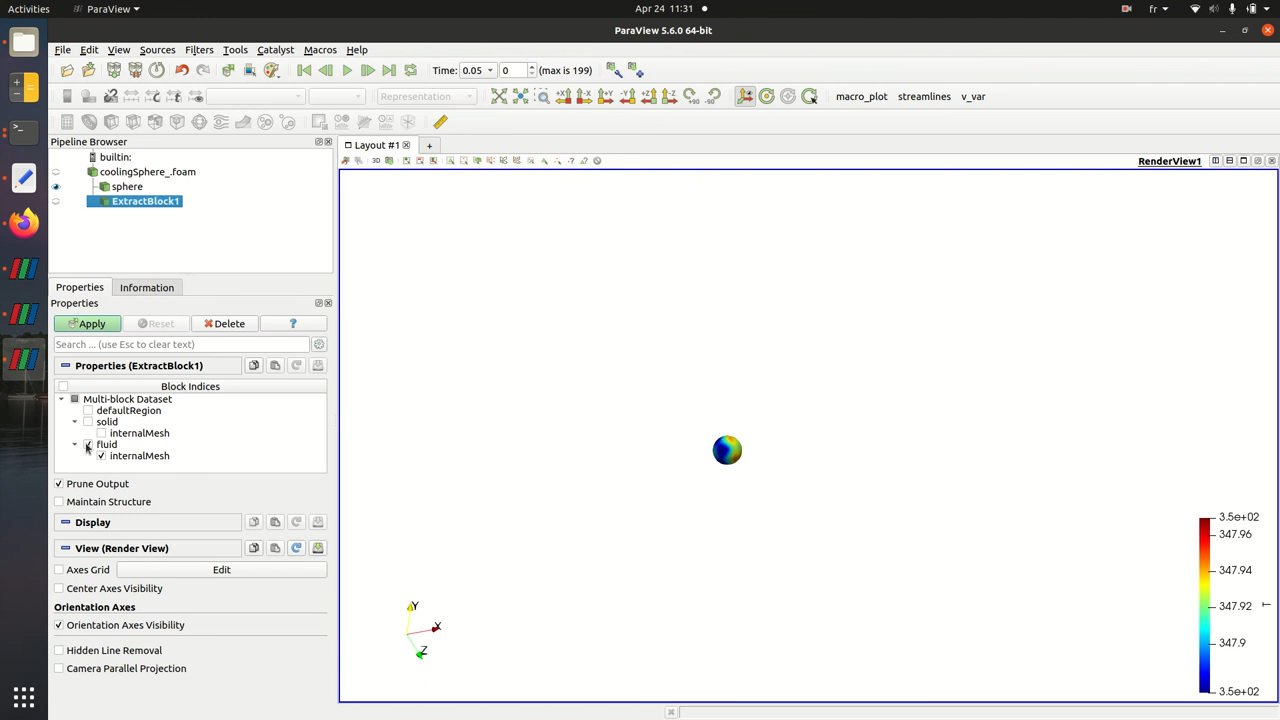 Activities
ParaView
Apr 24 11:31
fr
ParaView 5.6.0 64-bit
File Edit View Sources Filters Tools Catalyst Macros Help
Time: 0.05 0 (max is 199)
Representation
macro_plot streamlines v_var
Pipeline Browser
builtin:
coolingSphere_.foam
sphere
ExtractBlock1
Layout #1
+
3D
RenderView1
Properties Information
Properties
Apply Reset Delete ?
Search ... (use Esc to clear text)
Properties (ExtractBlock1)
Block Indices
Multi-block Dataset
defaultRegion
solid
internalMesh
fluid
internalMesh
Prune Output
Maintain Structure
Display
View (Render View)
Axes Grid Edit
Center Axes Visibility
Orientation Axes
Orientation Axes Visibility
Hidden Line Removal
Camera Parallel Projection
Y
X
Z
3.5e+02
347.96
347.94
347.92
347.9
3.5e+02
T